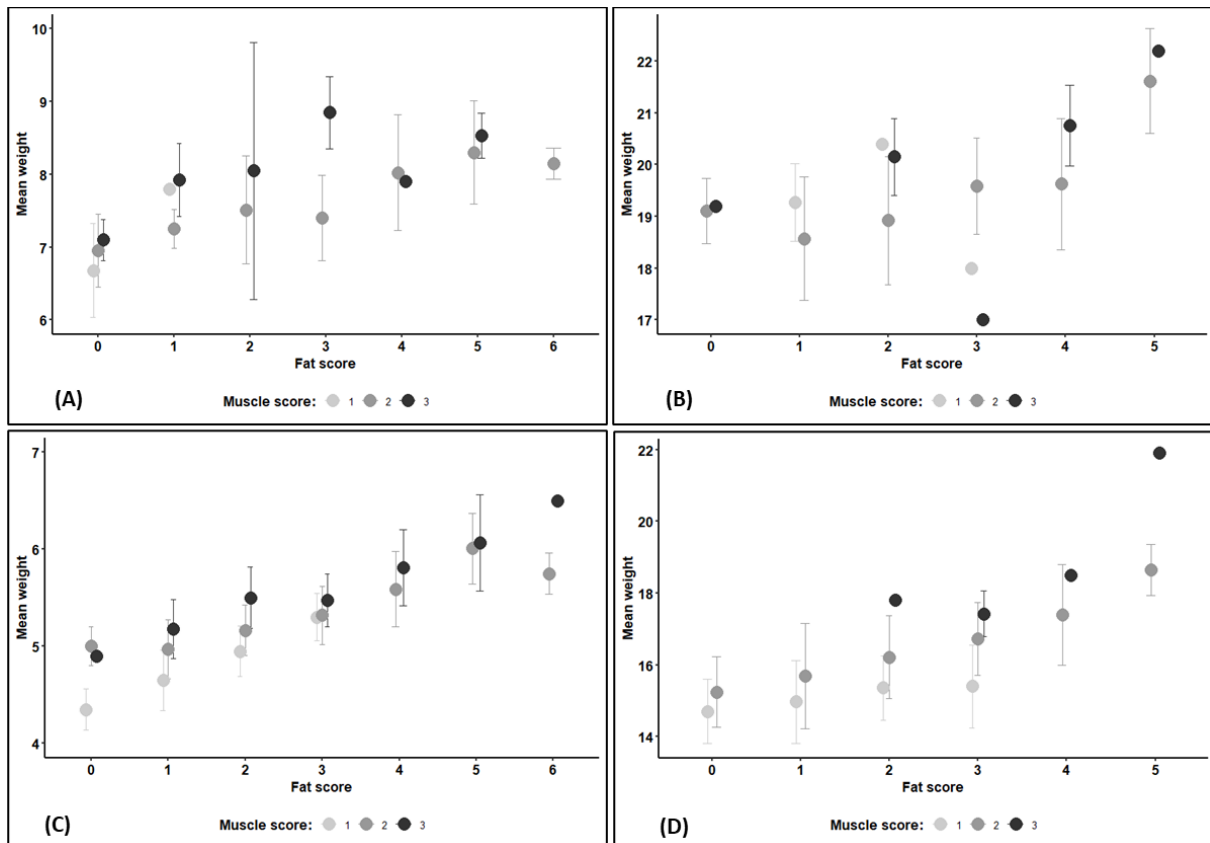 10
9
8
7
6
Mean weight
0 1 2 3 4 5 6
Fat score
(A)
Muscle score: 1 2 3
22
21
20
19
18
17
Mean weight
0 1 2 3 4 5
Fat score
(B)
Muscle score: 1 2 3
7
6
5
4
Mean weight
0 1 2 3 4 5 6
Fat score
(C)
Muscle score: 1 2 3
22
20
18
16
14
Mean weight
0 1 2 3 4 5
Fat score
(D)
Muscle score: 1 2 3